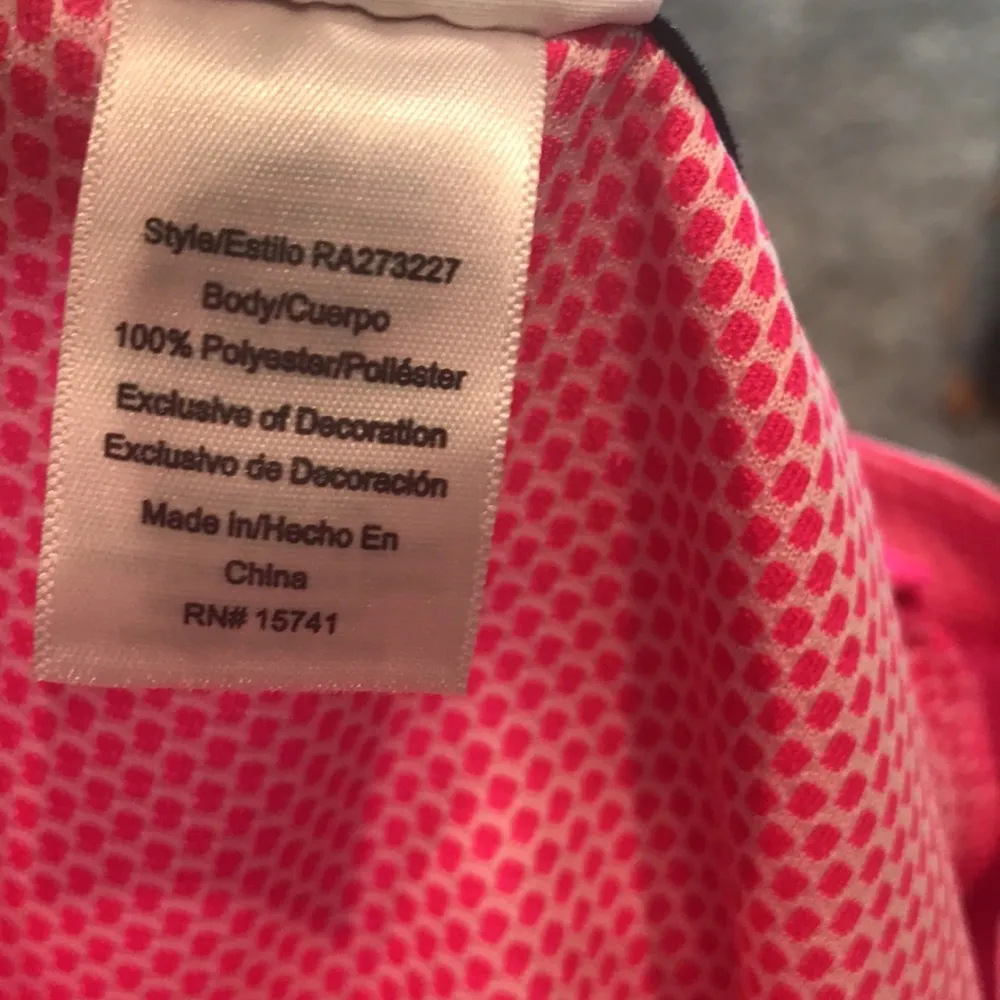 Style/Estilo RA273227
Body/Cuerpo
100% Polyester/Poliéster
Exclusive of Decoration
Exclusivo de Decoración
Made in/Hecho En
China
RN# 15741